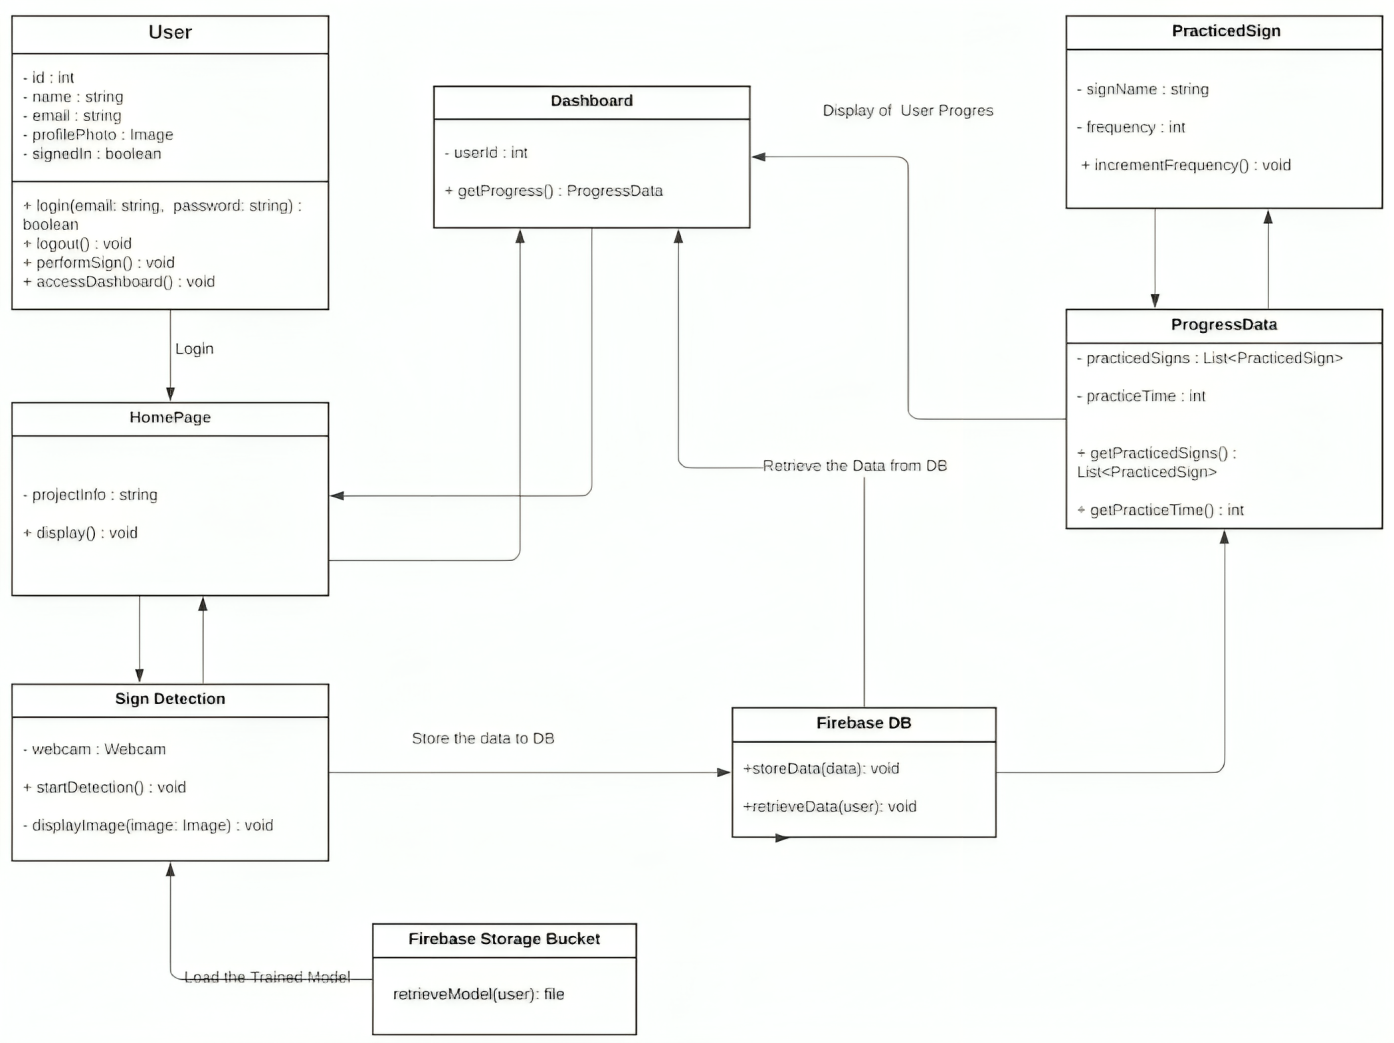 User
- id : int
- name : string
- email : string
- profilePhoto : Image
- signedIn : boolean
+ login(email: string, password: string) :
boolean
+ logout() : void
+ performSign() : void
+ accessDashboard() : void
Login
HomePage
- projectInfo : string
+ display() : void
Sign Detection
- webcam : Webcam
+ startDetection() : void
- displayImage(image: Image) : void
Load the Trained Model
Firebase Storage Bucket
retrieveModel(user): file
Store the data to DB
Dashboard
- userId : int
+ getProgress() : ProgressData
Display of User Progres
Retrieve the Data from DB
Firebase DB
+storeData(data): void
+retrieveData(user): void
PracticedSign
- signName : string
- frequency : int
+ incrementFrequency() : void
ProgressData
- practicedSigns : List<PracticedSign>
- practiceTime : int
+ getPracticedSigns() :
List<PracticedSign>
+ getPracticeTime() : int